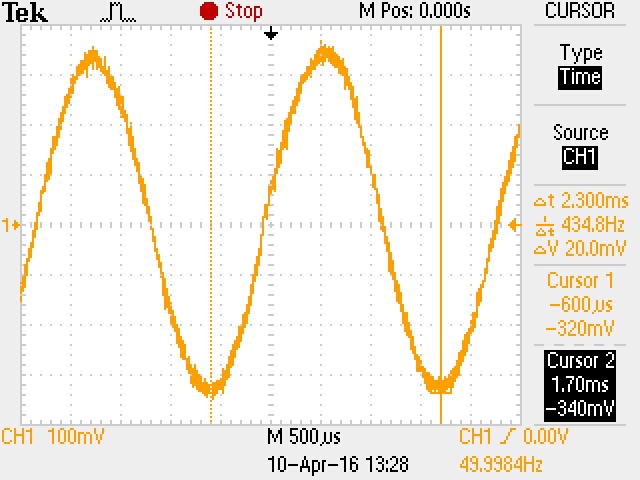 Tek Stop M Pos: 0.000s CURSOR
Type
Time
Source
CH1
Δt 2.300ms
1/Δt 434.8Hz
ΔV 20.0mV
Cursor 1
-600µs
-320mV
Cursor 2
1.70ms
-340mV
1
CH1 100mV M 500µs CH1 0.00V
10-Apr-16 13:28 49.9984Hz